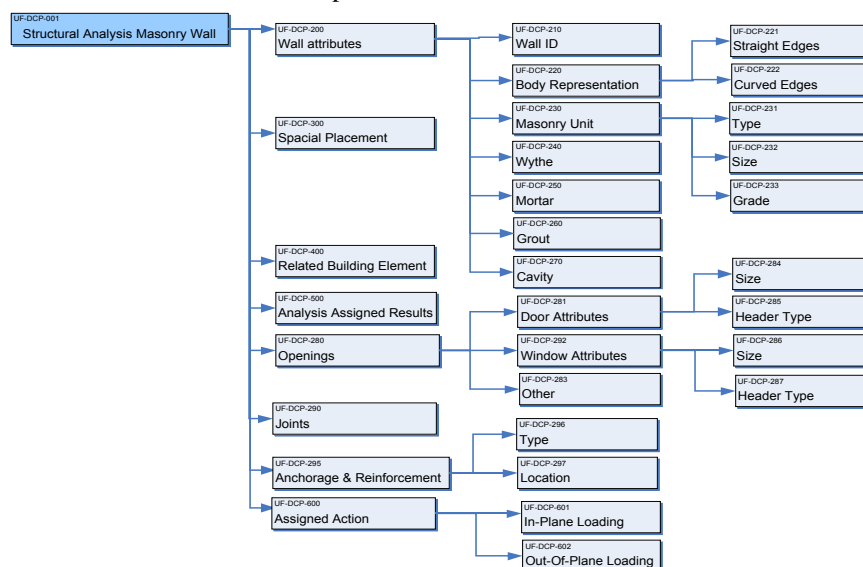 UF-DCP-001
Structural Analysis Masonry Wall
UF-DCP-200
Wall attributes
UF-DCP-210
Wall ID
UF-DCP-220
Body Representation
UF-DCP-221
Straight Edges
UF-DCP-222
Curved Edges
UF-DCP-230
Masonry Unit
UF-DCP-231
Type
UF-DCP-232
Size
UF-DCP-233
Grade
UF-DCP-240
Wythe
UF-DCP-250
Mortar
UF-DCP-260
Grout
UF-DCP-270
Cavity
UF-DCP-300
Spacial Placement
UF-DCP-400
Related Building Element
UF-DCP-500
Analysis Assigned Results
UF-DCP-280
Openings
UF-DCP-281
Door Attributes
UF-DCP-284
Size
UF-DCP-285
Header Type
UF-DCP-292
Window Attributes
UF-DCP-286
Size
UF-DCP-287
Header Type
UF-DCP-283
Other
UF-DCP-290
Joints
UF-DCP-295
Anchorage & Reinforcement
UF-DCP-296
Type
UF-DCP-297
Location
UF-DCP-600
Assigned Action
UF-DCP-601
In-Plane Loading
UF-DCP-602
Out-Of-Plane Loading